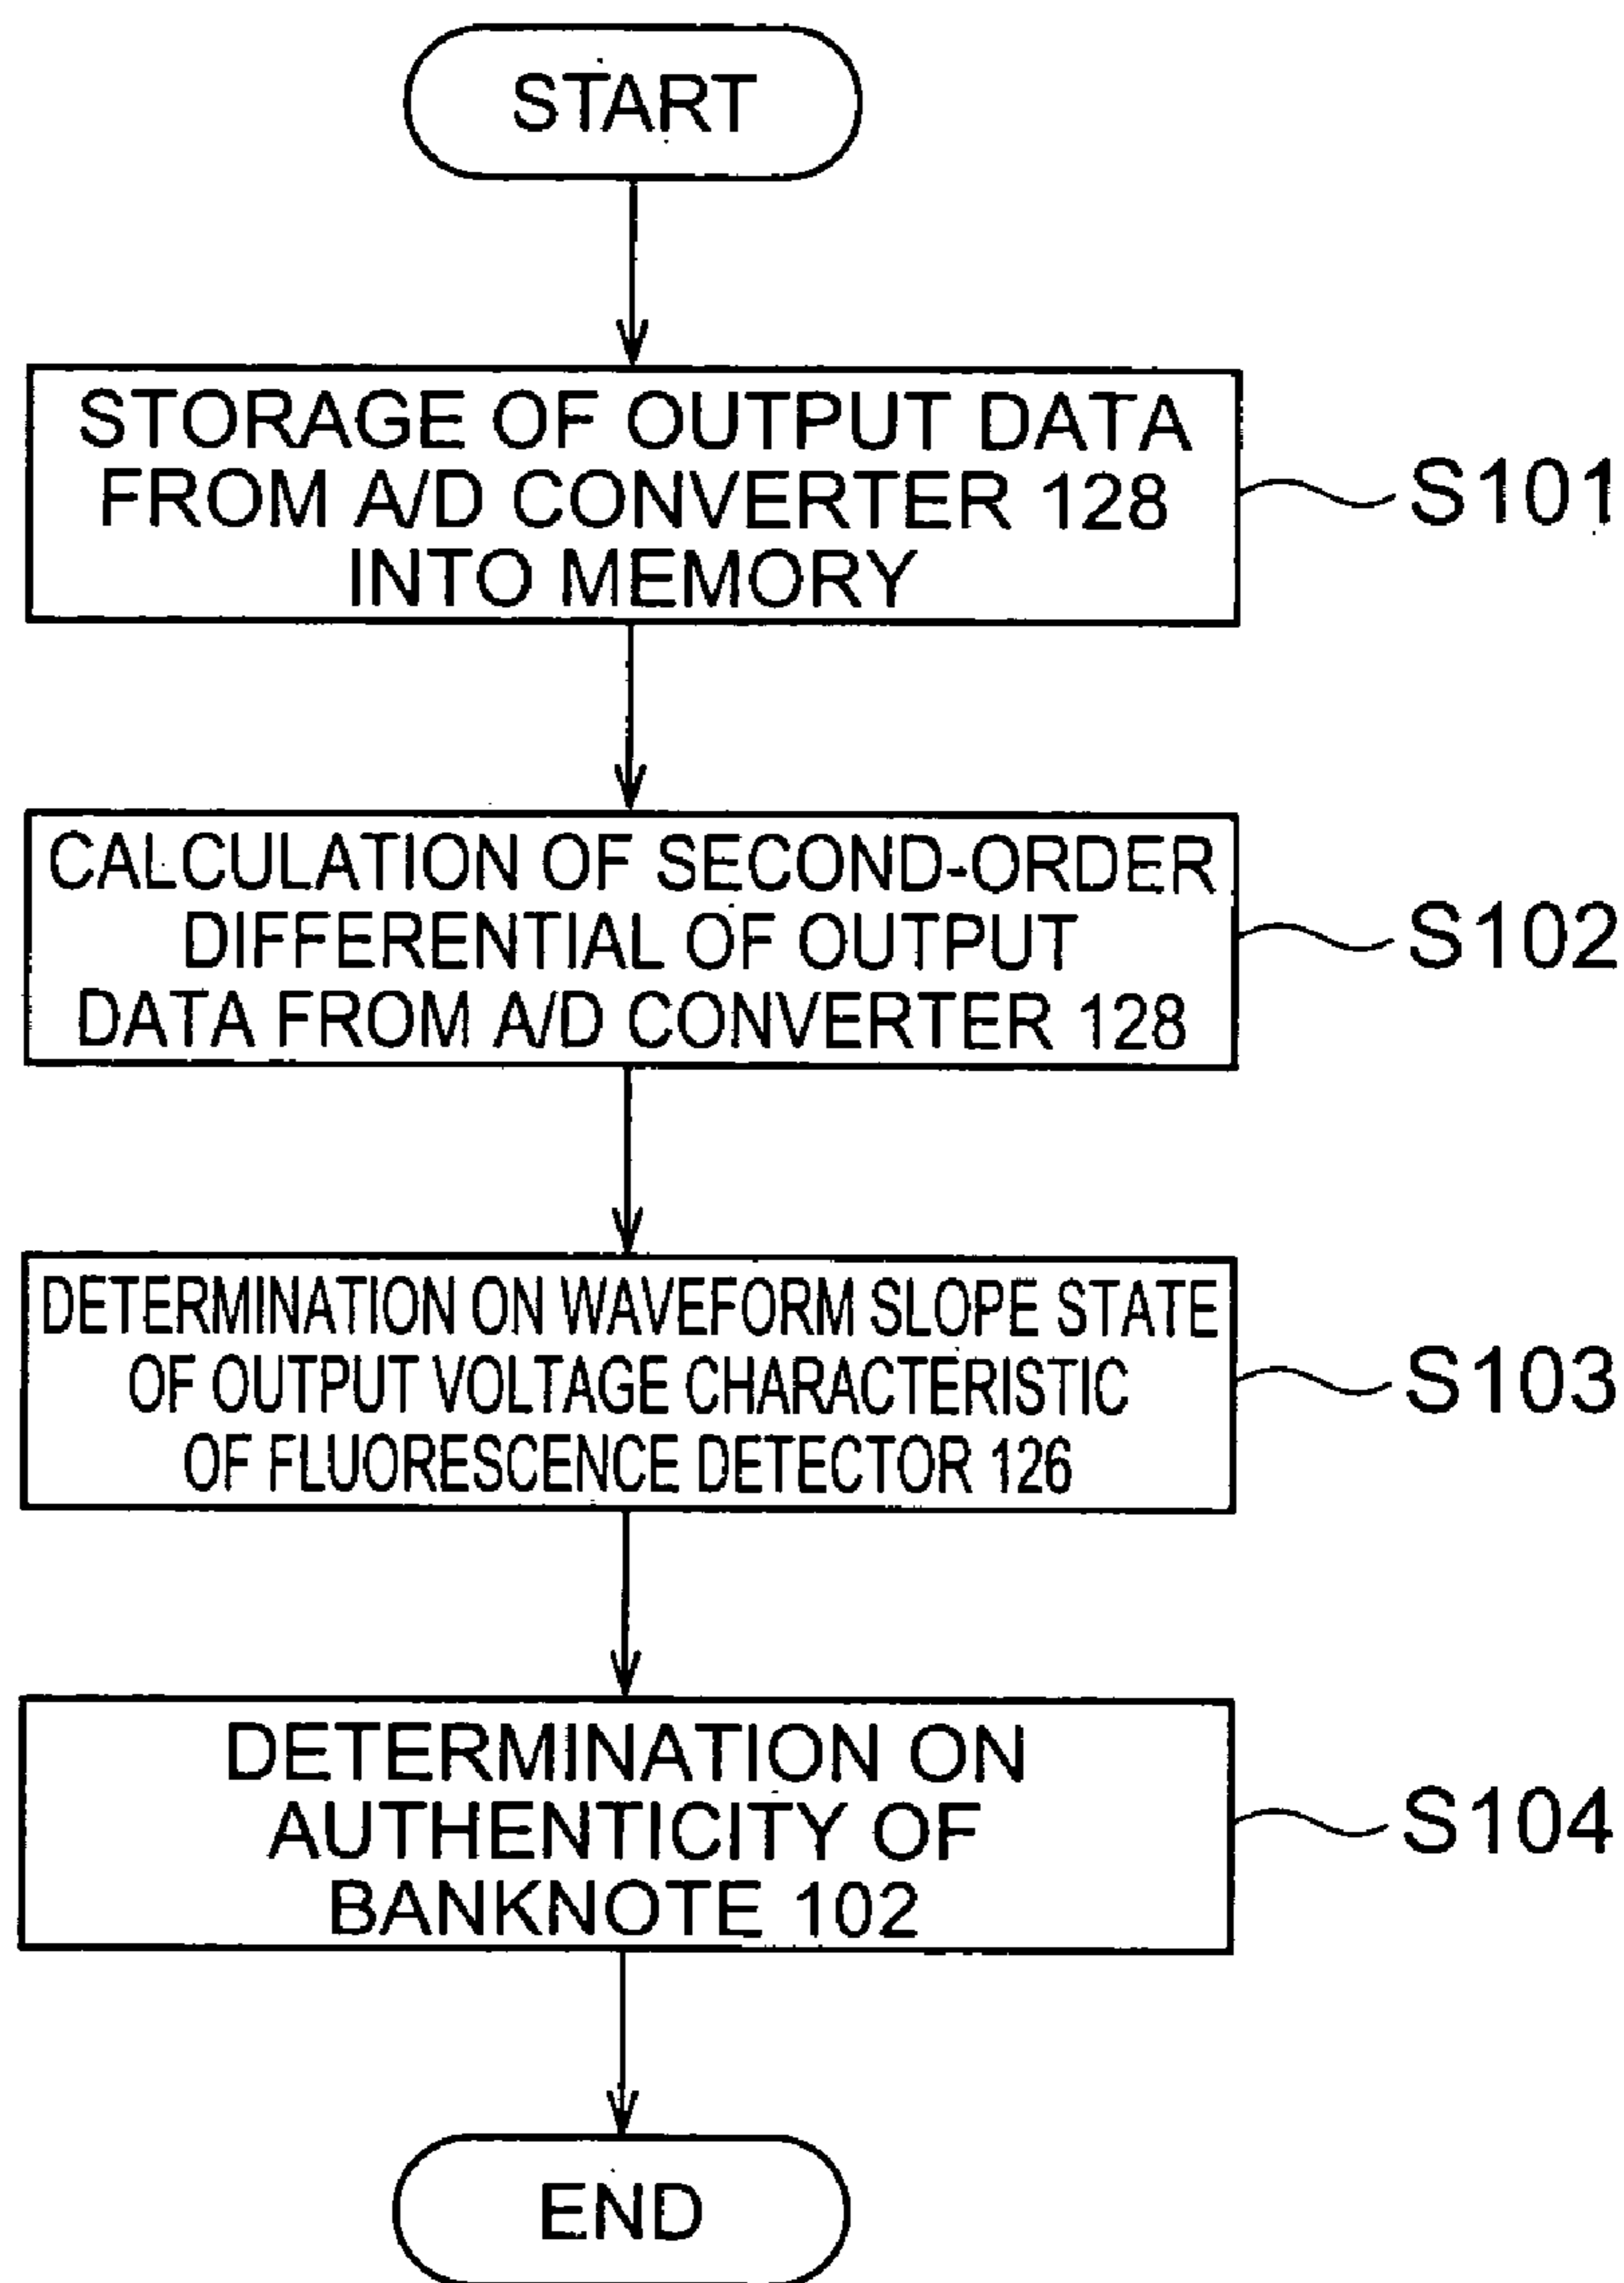 START
STORAGE OF OUTPUT DATA
FROM A/D CONVERTER 128
INTO MEMORY
S101
CALCULATION OF SECOND-ORDER
DIFFERENTIAL OF OUTPUT
DATA FROM A/D CONVERTER 128
S102
DETERMINATION ON WAVEFORM SLOPE STATE
OF OUTPUT VOLTAGE CHARACTERISTIC
OF FLUORESCENCE DETECTOR 126
S103
DETERMINATION ON
AUTHENTICITY OF
BANKNOTE 102
S104
END